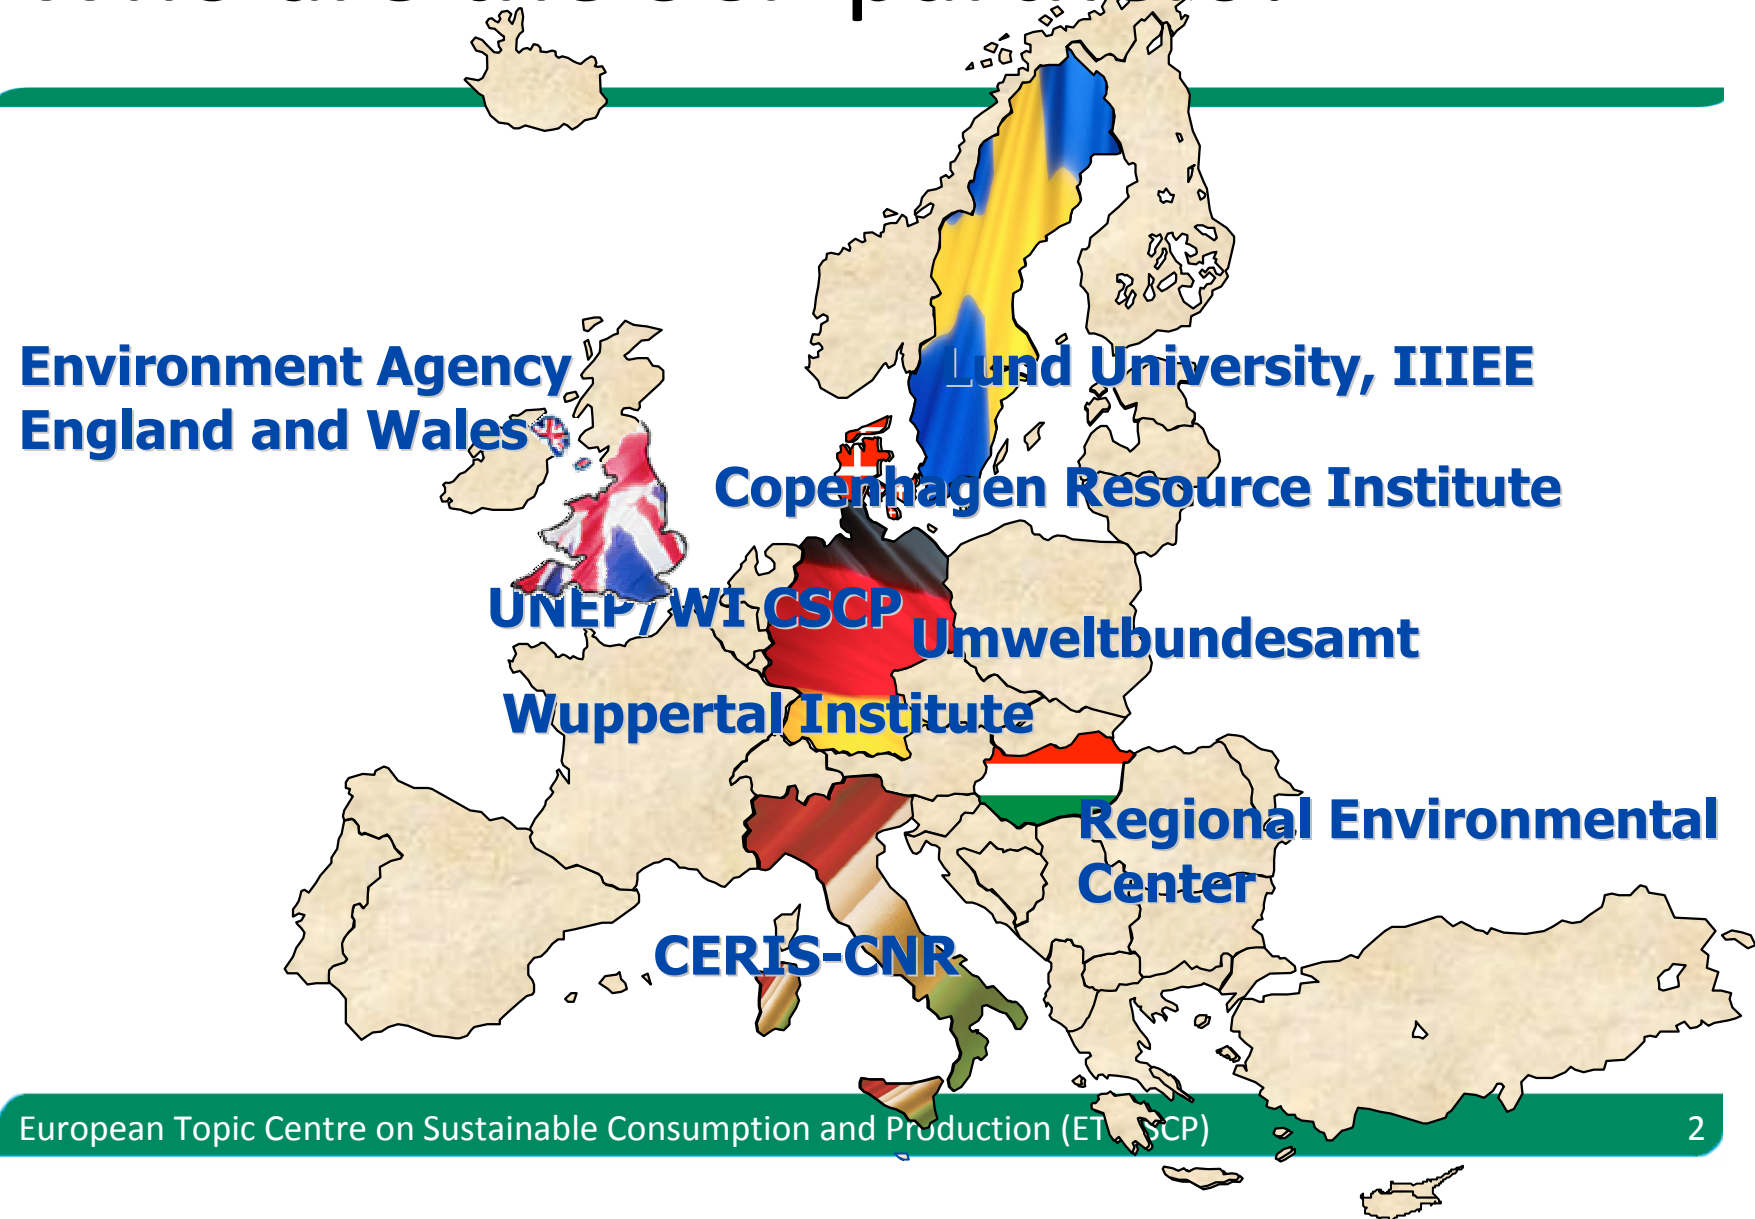 Environment Agency
England and Wales
Lund University, IIIEE
Copenhagen Resource Institute
UNEP/WI CSCP
Umweltbundesamt
Wuppertal Institute
Regional Environmental
Center
CERIS-CNR
European Topic Centre on Sustainable Consumption and Production (ET SCP)
2